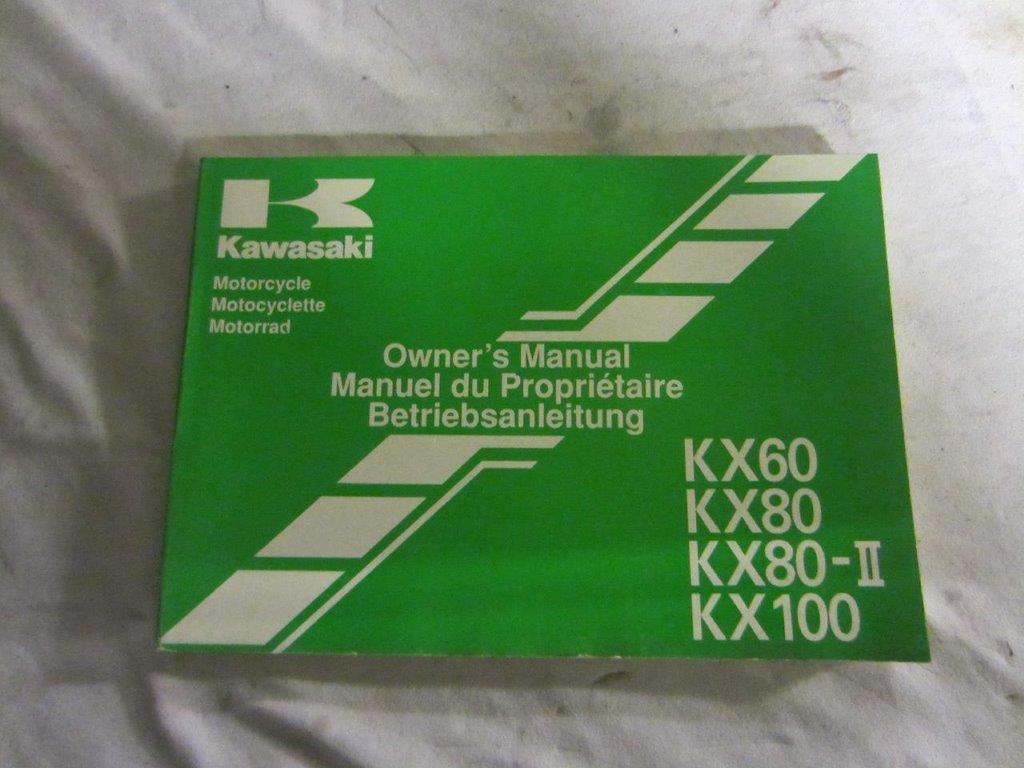 Kawasaki
Motorcycle
Motocyclette
Motorrad
Owner's Manual
Manuel du Propriétaire
Betriebsanleitung
KX60
KX80
KX80-II
KX100